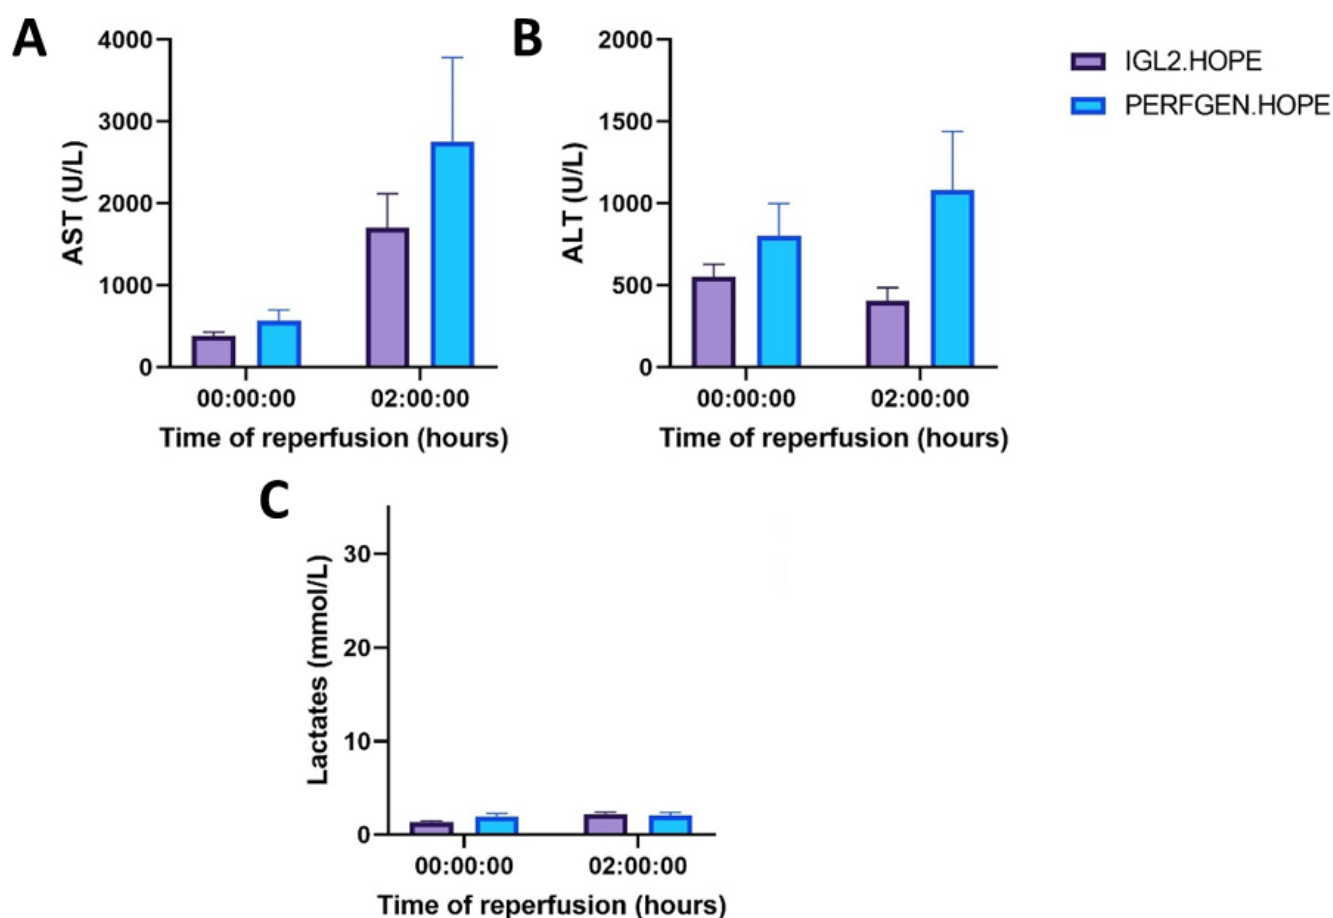 A
4000
3000
2000
1000
0
AST (U/L)
00:00:00 02:00:00
Time of reperfusion (hours)
B
2000
1500
1000
500
0
ALT (U/L)
00:00:00 02:00:00
Time of reperfusion (hours)
IGL2.HOPE
PERFGEN.HOPE
C
30
20
10
0
Lactates (mmol/L)
00:00:00 02:00:00
Time of reperfusion (hours)